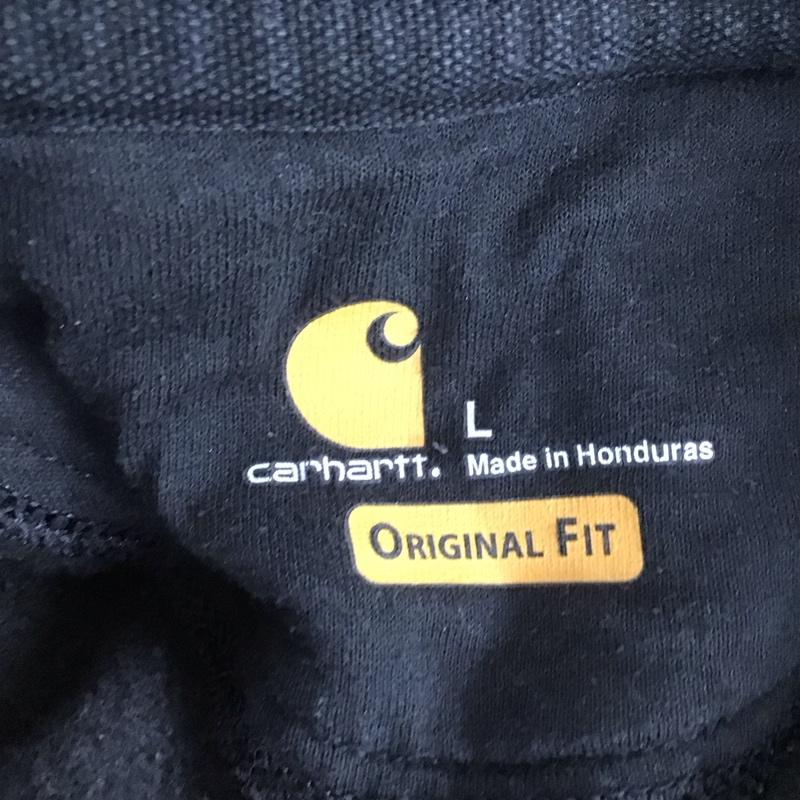 L
carhartt. Made in Honduras
ORIGINAL FIT